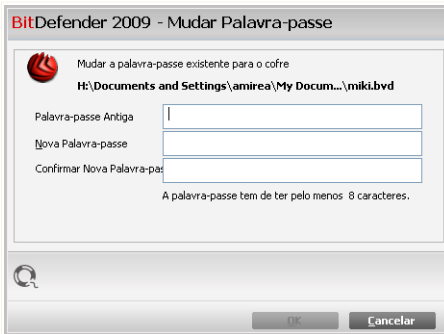 BitDefender 2009 - Mudar Palavra-passe
Mudar a palavra-passe existente para o cofre
H:\Documents and Settings\amirea\My Docum...\miki.bvd
Palavra-passe Antiga
Nova Palavra-passe
Confirmar Nova Palavra-pas
A palavra-passe tem de ter pelo menos 8 caracteres.
OK
Cancelar